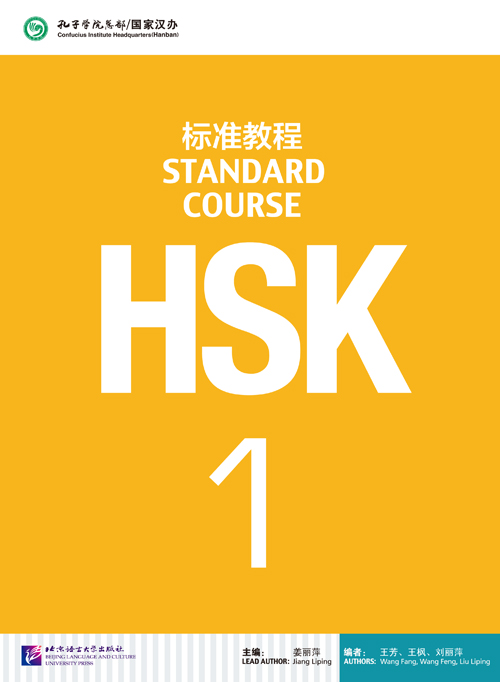 孔子学院总部/国家汉办
Confucius Institute Headquarters(Hanban)
标准教程
STANDARD
COURSE
HSK
1
北京语言大学出版社
BEIJING LANGUAGE AND CULTURE
UNIVERSITY PRESS
主编： 姜丽萍
LEAD AUTHOR: Jiang Liping
编者： 王芳、王枫、刘丽萍
AUTHORS: Wang Fang, Wang Feng, Liu Liping